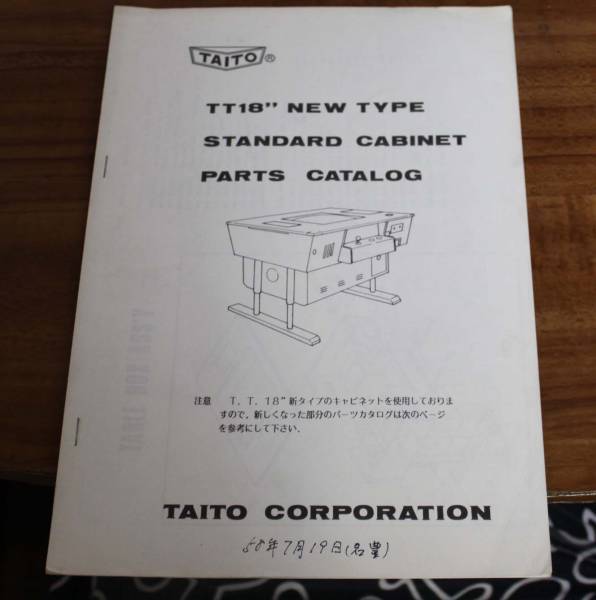 TAITO®
TT18" NEW TYPE
STANDARD CABINET
PARTS CATALOG
注意 T．T．18"新タイプのキャビネットを使用しておりま
すので，新しくなった部分のパーツカタログは次のページ
を参考にして下さい．
TAITO CORPORATION
58年7月19日(名豊)